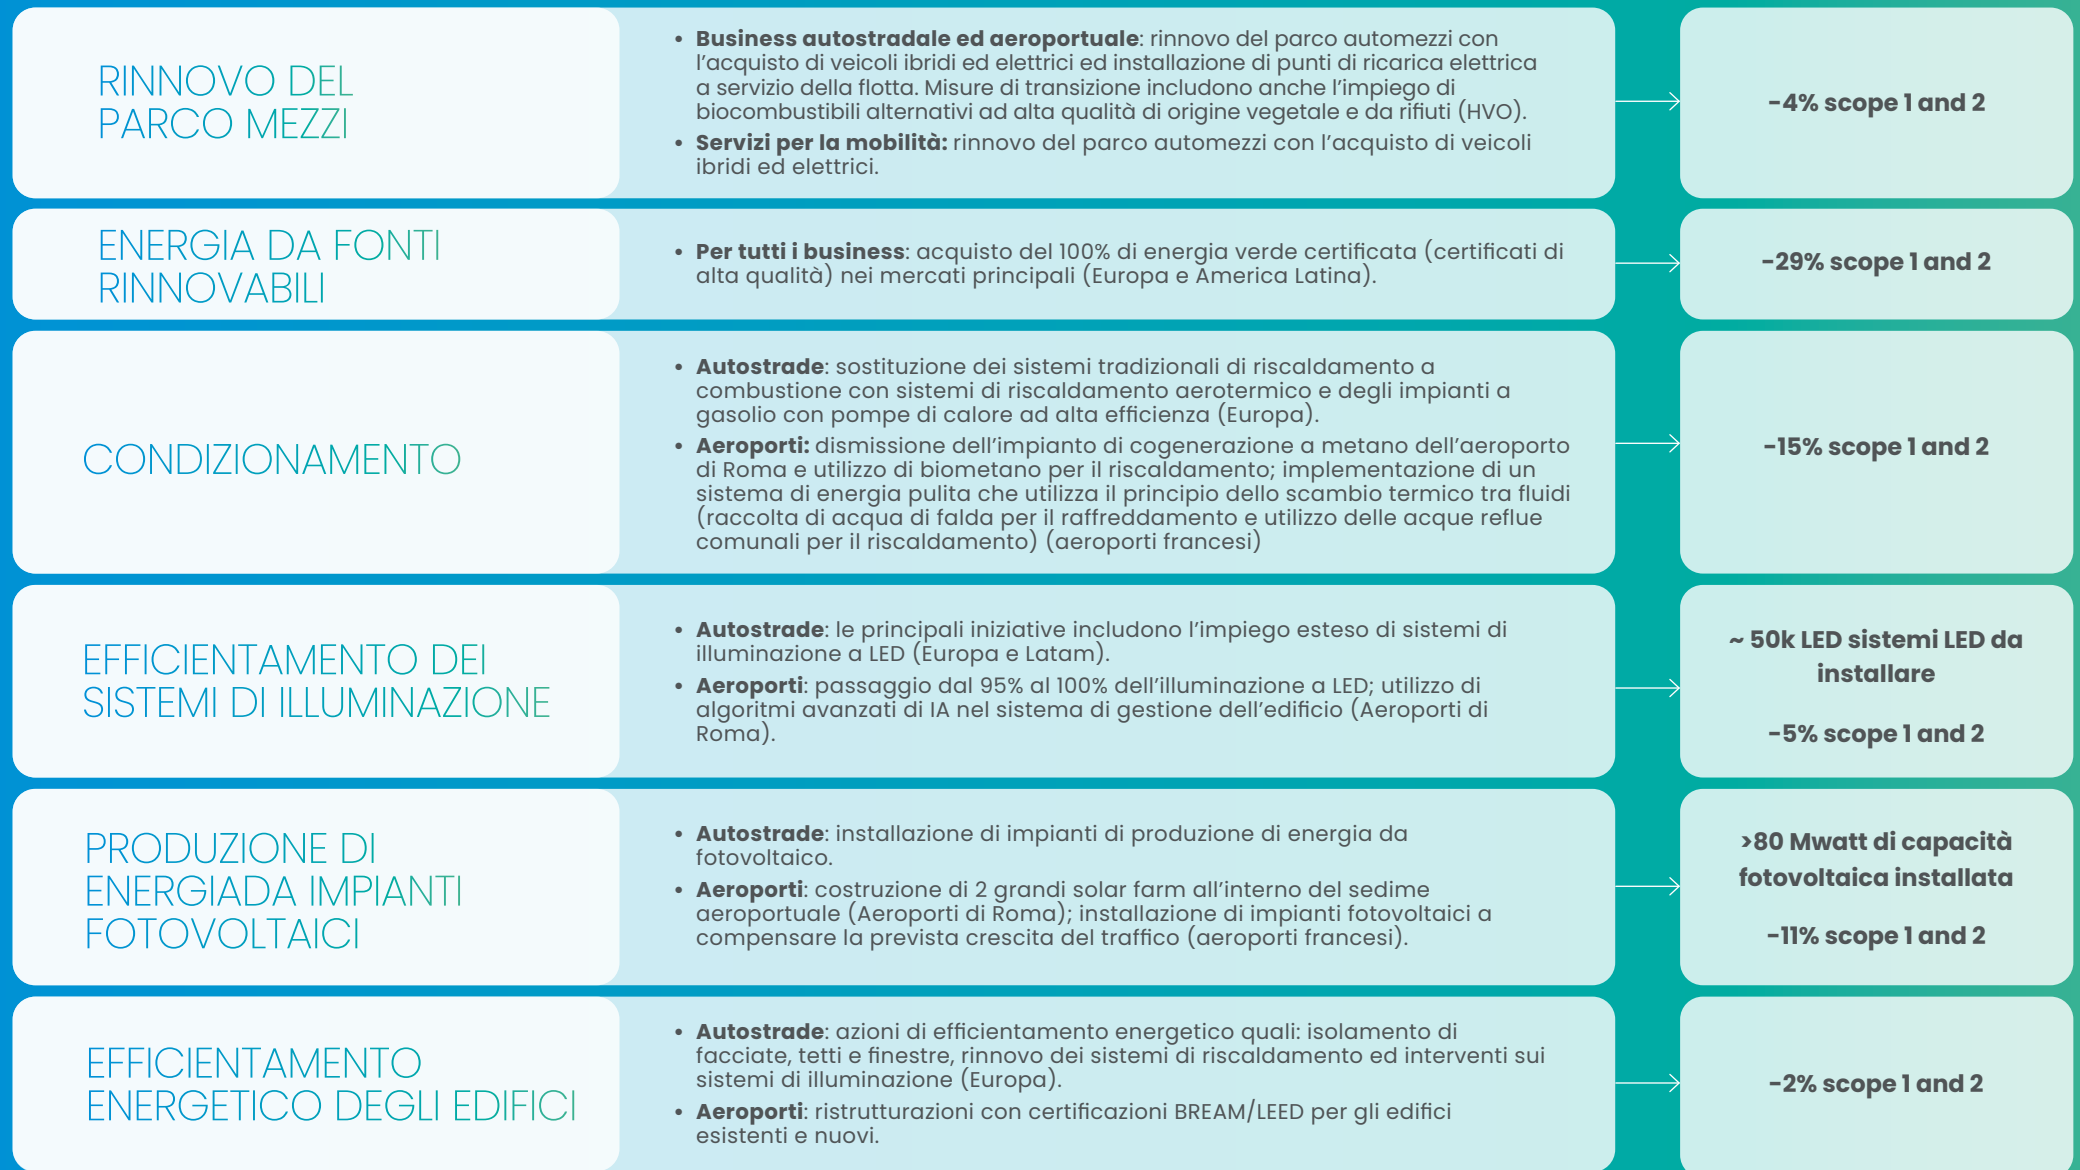 RINNOVO DEL
PARCO MEZZI
• Business autostradale ed aeroportuale: rinnovo del parco automezzi con
l’acquisto di veicoli ibridi ed elettrici ed installazione di punti di ricarica elettrica
a servizio della flotta. Misure di transizione includono anche l’impiego di
biocombustibili alternativi ad alta qualità di origine vegetale e da rifiuti (HVO).
• Servizi per la mobilità: rinnovo del parco automezzi con l’acquisto di veicoli
ibridi ed elettrici.
-4% scope 1 and 2
ENERGIA DA FONTI
RINNOVABILI
• Per tutti i business: acquisto del 100% di energia verde certificata (certificati di
alta qualità) nei mercati principali (Europa e America Latina).
-29% scope 1 and 2
CONDIZIONAMENTO
• Autostrade: sostituzione dei sistemi tradizionali di riscaldamento a
combustione con sistemi di riscaldamento aerotermico e degli impianti a
gasolio con pompe di calore ad alta efficienza (Europa).
• Aeroporti: dismissione dell’impianto di cogenerazione a metano dell’aeroporto
di Roma e utilizzo di biometano per il riscaldamento; implementazione di un
sistema di energia pulita che utilizza il principio dello scambio termico tra fluidi
(raccolta di acqua di falda per il raffreddamento e utilizzo delle acque reflue
comunali per il riscaldamento) (aeroporti francesi)
-15% scope 1 and 2
EFFICIENTAMENTO DEI
SISTEMI DI ILLUMINAZIONE
• Autostrade: le principali iniziative includono l’impiego esteso di sistemi di
illuminazione a LED (Europa e Latam).
• Aeroporti: passaggio dal 95% al 100% dell’illuminazione a LED; utilizzo di
algoritmi avanzati di IA nel sistema di gestione dell’edificio (Aeroporti di
Roma).
~ 50k LED sistemi LED da
installare
-5% scope 1 and 2
PRODUZIONE DI
ENERGIADA IMPIANTI
FOTOVOLTAICI
• Autostrade: installazione di impianti di produzione di energia da
fotovoltaico.
• Aeroporti: costruzione di 2 grandi solar farm all’interno del sedime
aeroportuale (Aeroporti di Roma); installazione di impianti fotovoltaici a
compensare la prevista crescita del traffico (aeroporti francesi).
>80 Mwatt di capacità
fotovoltaica installata
-11% scope 1 and 2
EFFICIENTAMENTO
ENERGETICO DEGLI EDIFICI
• Autostrade: azioni di efficientamento energetico quali: isolamento di
facciate, tetti e finestre, rinnovo dei sistemi di riscaldamento ed interventi sui
sistemi di illuminazione (Europa).
• Aeroporti: ristrutturazioni con certificazioni BREAM/LEED per gli edifici
esistenti e nuovi.
-2% scope 1 and 2